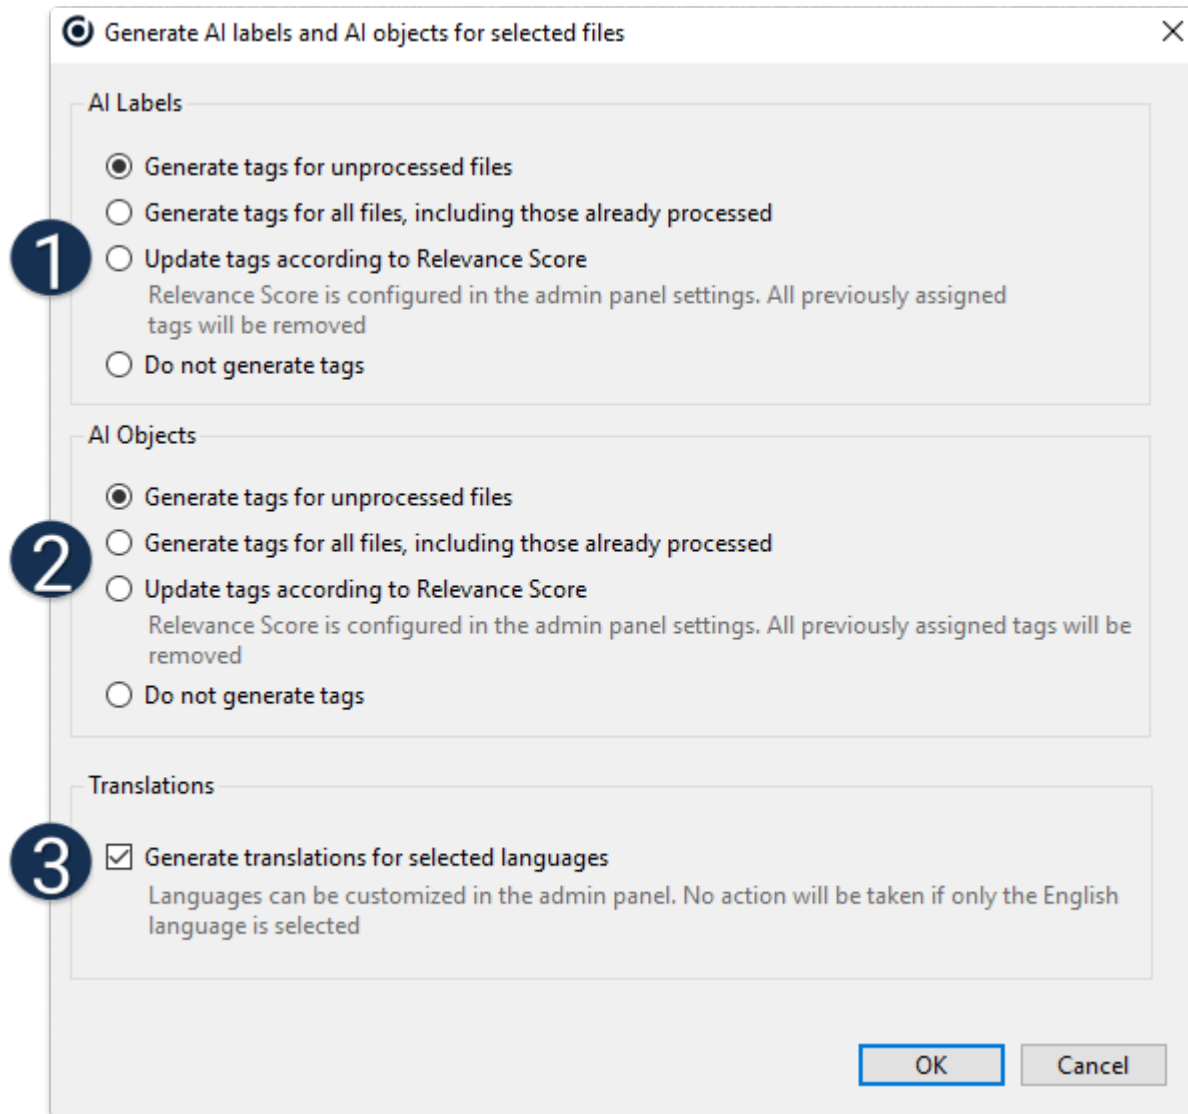 Generate AI labels and AI objects for selected files
AI Labels
Generate tags for unprocessed files
Generate tags for all files, including those already processed
1
Update tags according to Relevance Score
Relevance Score is configured in the admin panel settings. All previously assigned
tags will be removed
Do not generate tags
AI Objects
Generate tags for unprocessed files
Generate tags for all files, including those already processed
2
Update tags according to Relevance Score
Relevance Score is configured in the admin panel settings. All previously assigned tags will be
removed
Do not generate tags
Translations
3
Generate translations for selected languages
Languages can be customized in the admin panel. No action will be taken if only the English
language is selected
OK
Cancel